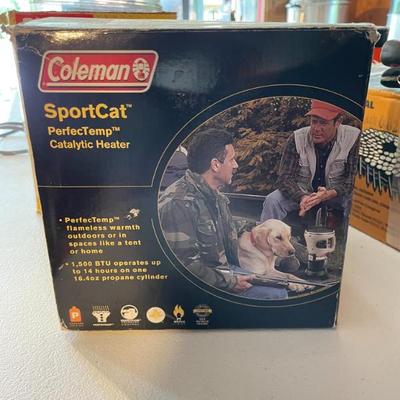 Coleman
SportCat™
PerfecTemp™
Catalytic Heater
• PerfecTemp™
flameless warmth
outdoors or in
spaces like a tent
or home
• 1,500 BTU operates up
to 14 hours on one
16.4oz propane cylinder
P